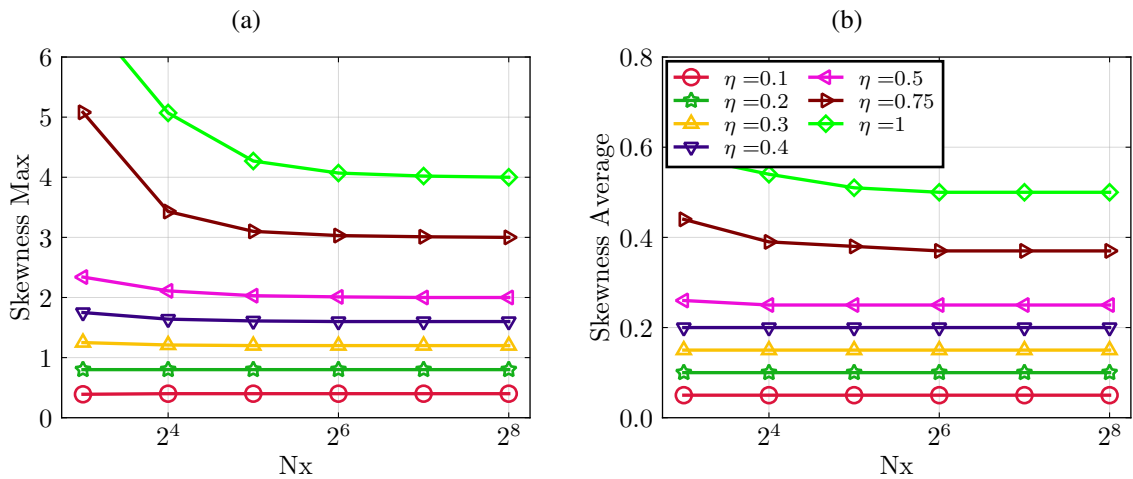 (a)
6
5
4
3
2
1
0
Skewness Max
2^4
2^6
2^8
Nx
(b)
0.8
0.6
0.4
0.2
0.0
Skewness Average
η =0.1
η =0.2
η =0.3
η =0.4
η =0.5
η =0.75
η =1
2^4
2^6
2^8
Nx